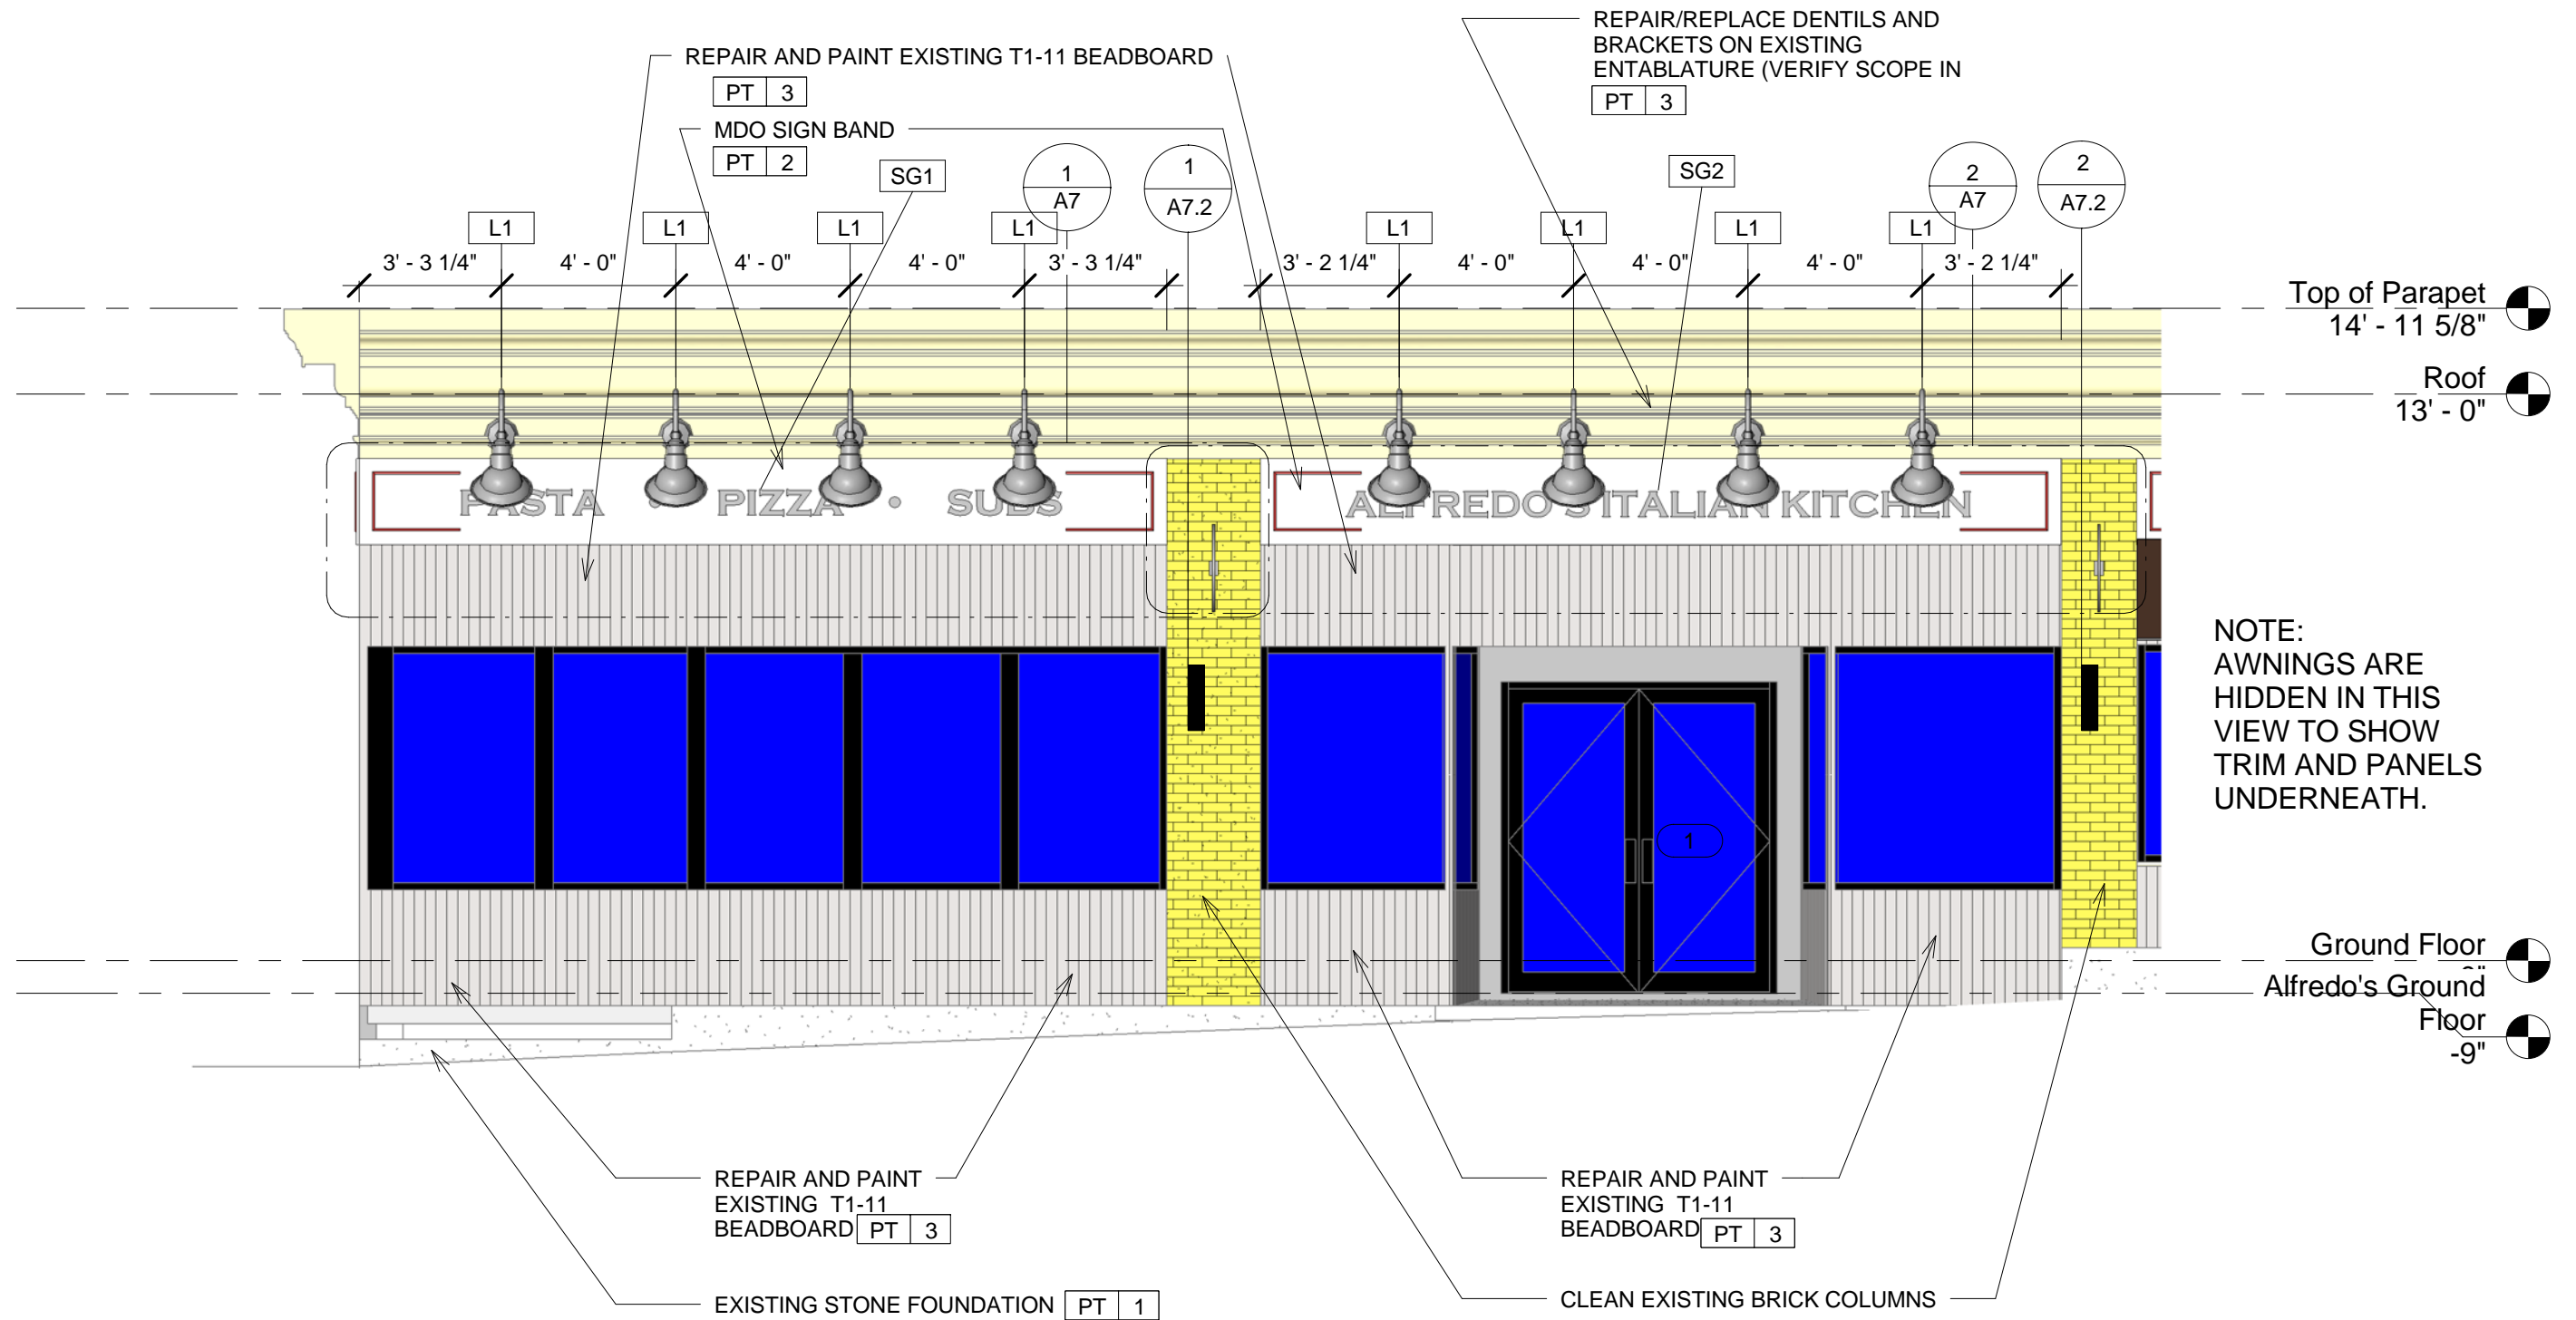 REPAIR/REPLACE DENTILS AND
BRACKETS ON EXISTING
ENTABLATURE (VERIFY SCOPE IN
PT 3
REPAIR AND PAINT EXISTING T1-11 BEADBOARD
PT 3
MDO SIGN BAND
PT 2
SG1
1
A7
1
A7.2
SG2
2
A7
2
A7.2
L1 L1 L1 L1 L1 L1 L1 L1
3' - 3 1/4" 4' - 0" 4' - 0" 4' - 0" 3' - 3 1/4" 3' - 2 1/4" 4' - 0" 4' - 0" 4' - 0" 3' - 2 1/4"
Top of Parapet
14' - 11 5/8"
Roof
13' - 0"
PASTA • PIZZA • SUBS
ALFREDO'S ITALIAN KITCHEN
NOTE:
AWNINGS ARE
HIDDEN IN THIS
VIEW TO SHOW
TRIM AND PANELS
UNDERNEATH.
1
Ground Floor
Alfredo's Ground
Floor
-9"
REPAIR AND PAINT
EXISTING T1-11
BEADBOARD PT 3
REPAIR AND PAINT
EXISTING T1-11
BEADBOARD PT 3
EXISTING STONE FOUNDATION PT 1
CLEAN EXISTING BRICK COLUMNS